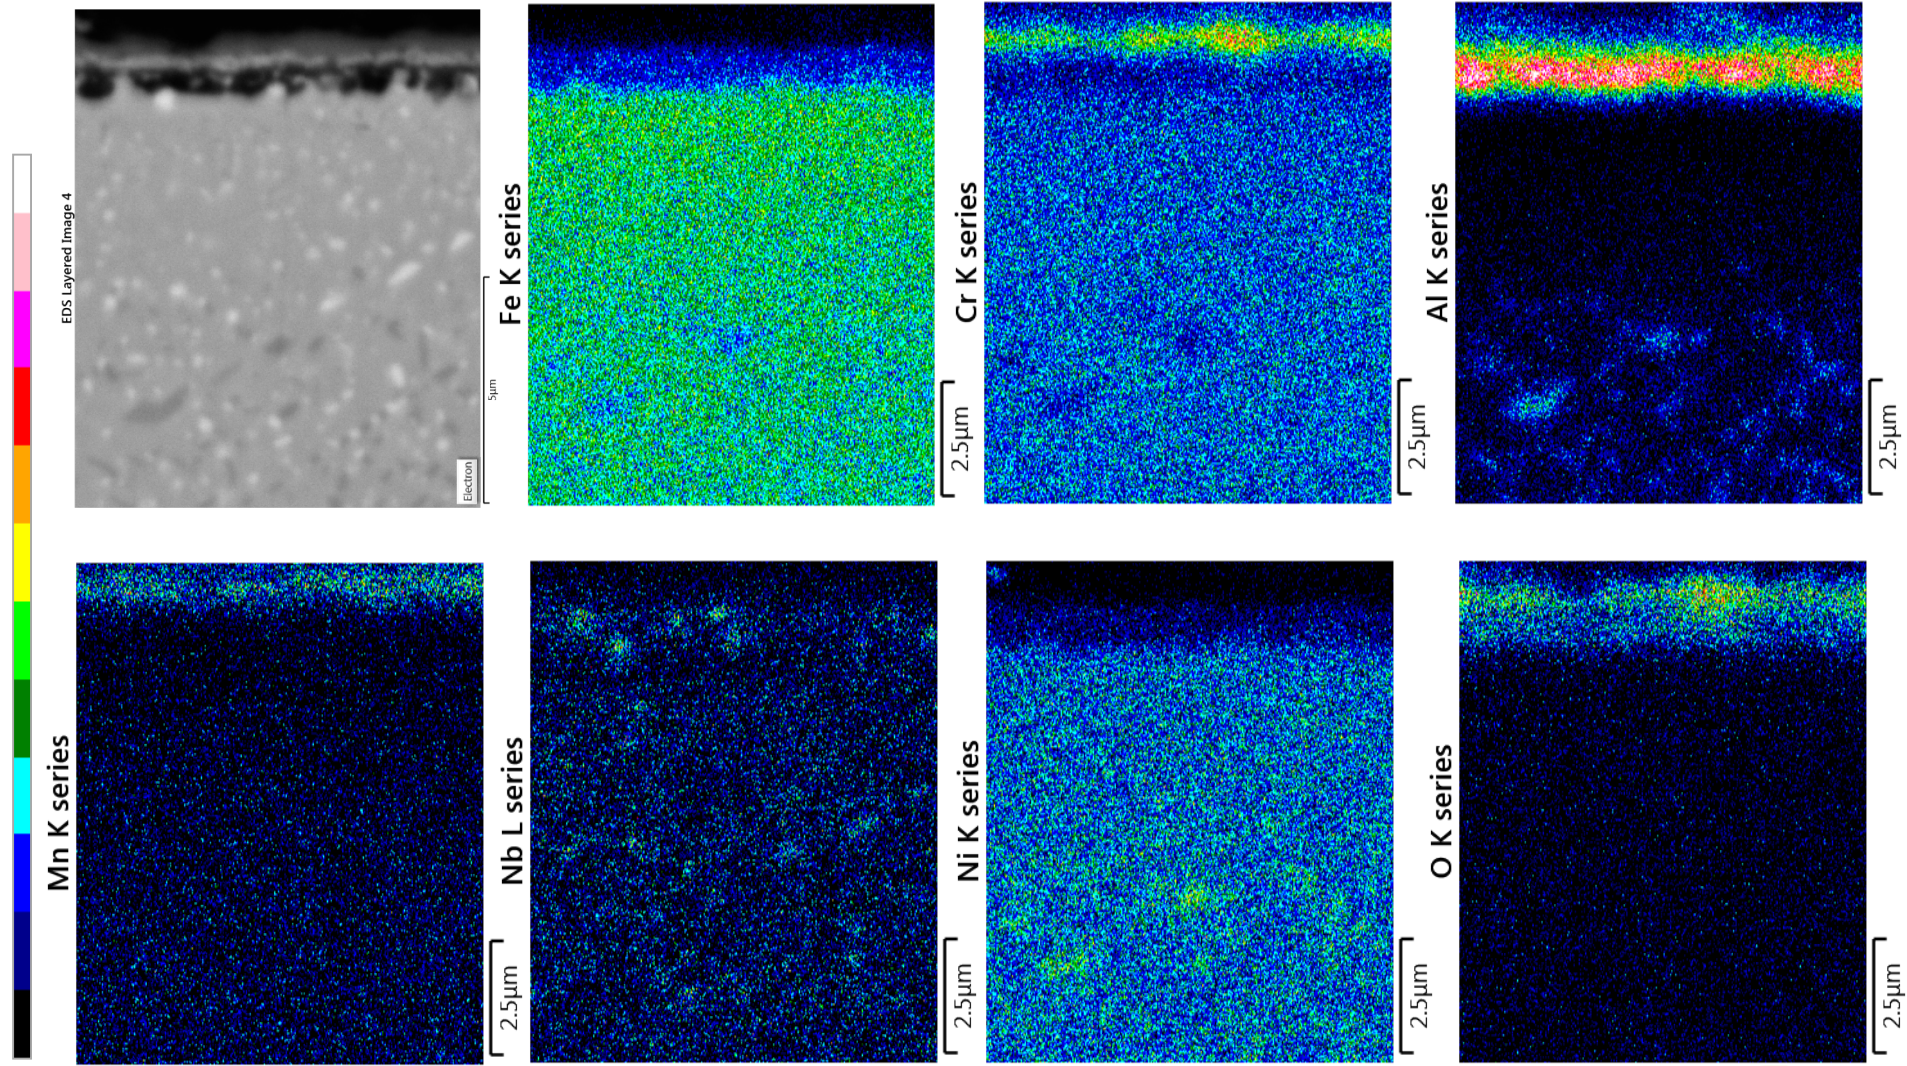 EDS Layered Image 4
Electron
5µm
Fe K series
2.5µm
Cr K series
2.5µm
Al K series
2.5µm
Mn K series
2.5µm
Nb L series
2.5µm
Ni K series
2.5µm
O K series
2.5µm